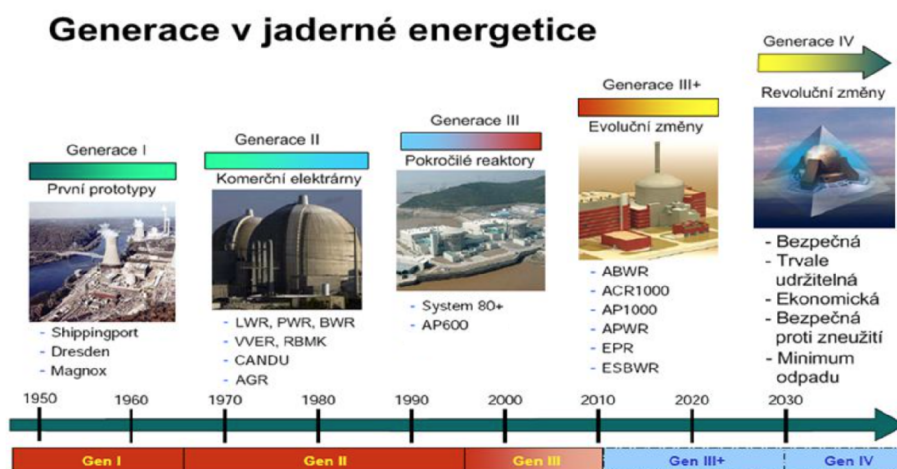 Generace v jaderné energetice
Generace I
První prototypy
- Shippingport
- Dresden
- Magnox
Generace II
Komerční elektrárny
- LWR, PWR, BWR
- VVER, RBMK
- CANDU
- AGR
Generace III
Pokročilé reaktory
- System 80+
- AP600
Generace III+
Evoluční změny
- ABWR
- ACR1000
- AP1000
- APWR
- EPR
- ESBWR
Generace IV
Revoluční změny
- Bezpečná
- Trvale
udržitelná
- Ekonomická
- Bezpečná
proti zneužití
- Minimum
odpadu
1950 1960 1970 1980 1990 2000 2010 2020 2030
Gen I Gen II Gen III Gen III+ Gen IV